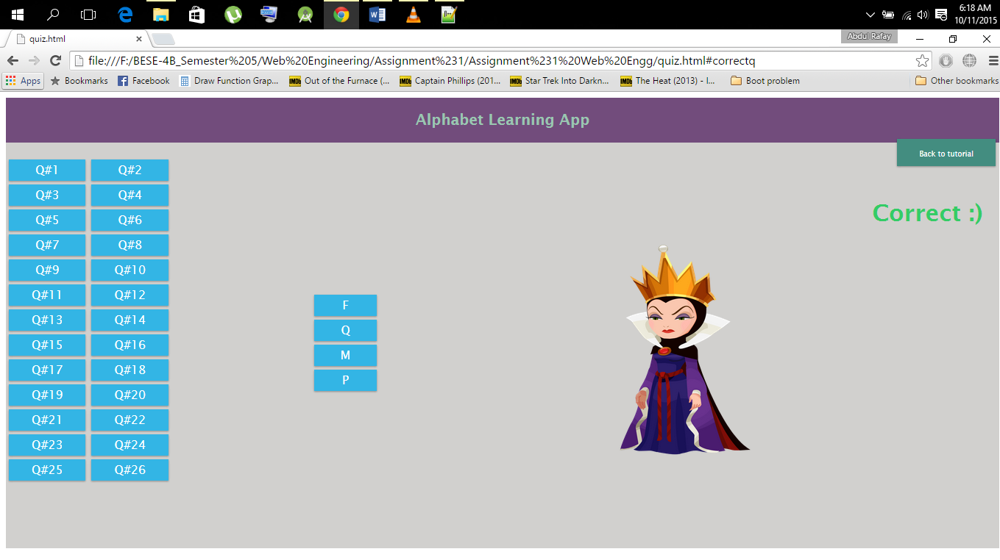 6:18 AM
10/11/2015
quiz.html
Abdul Rafay
file:///F:/BESE-4B_Semester%205/Web%20Engineering/Assignment%231/Assignment%231%20Web%20Engg/quiz.html#correctq
Apps Bookmarks Facebook Draw Function Grap... IMDb Out of the Furnace (... IMDb Captain Phillips (201... IMDb Star Trek Into Darkn... IMDb The Heat (2013) - I... Boot problem Other bookmarks
Alphabet Learning App
Back to tutorial
Q#1 Q#2
Q#3 Q#4
Q#5 Q#6
Q#7 Q#8
Q#9 Q#10
Q#11 Q#12
Q#13 Q#14
Q#15 Q#16
Q#17 Q#18
Q#19 Q#20
Q#21 Q#22
Q#23 Q#24
Q#25 Q#26
F
Q
M
P
Correct :)